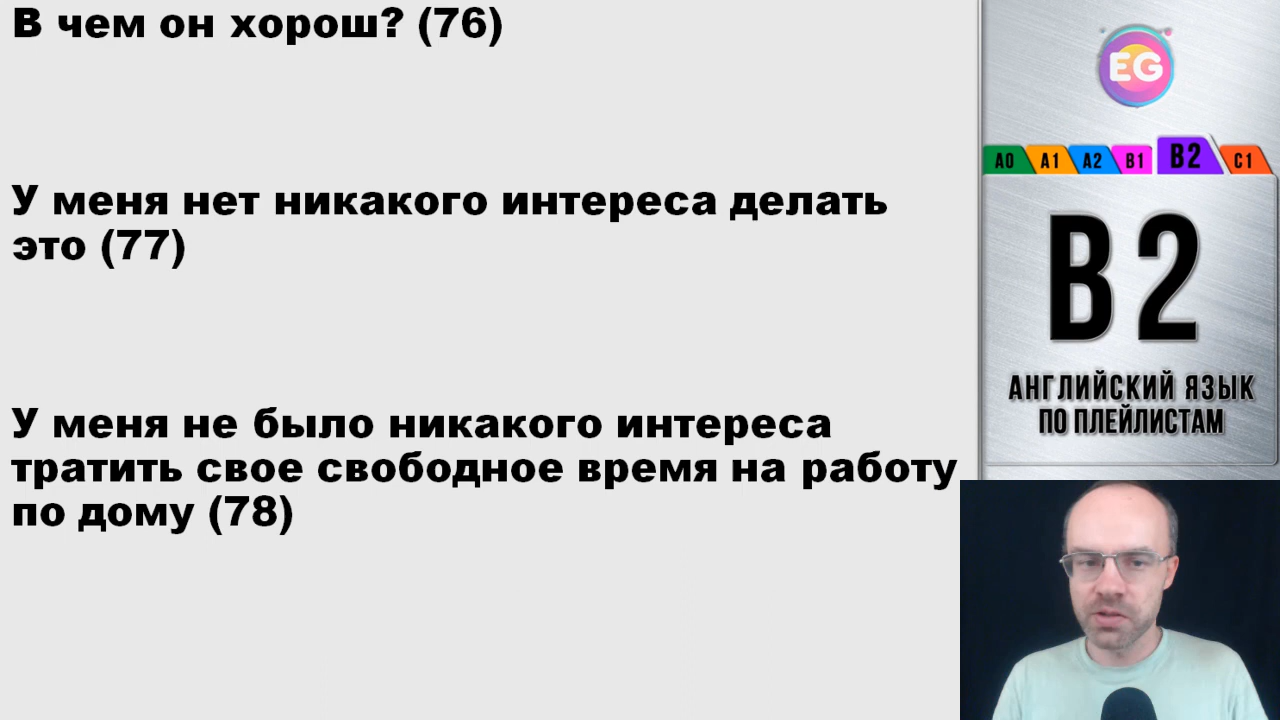 В чем он хорош? (76)
У меня нет никакого интереса делать
это (77)
У меня не было никакого интереса
тратить свое свободное время на работу
по дому (78)
EG
A0 A1 A2 B1 B2 C1
B2
АНГЛИЙСКИЙ ЯЗЫК
ПО ПЛЕЙЛИСТАМ